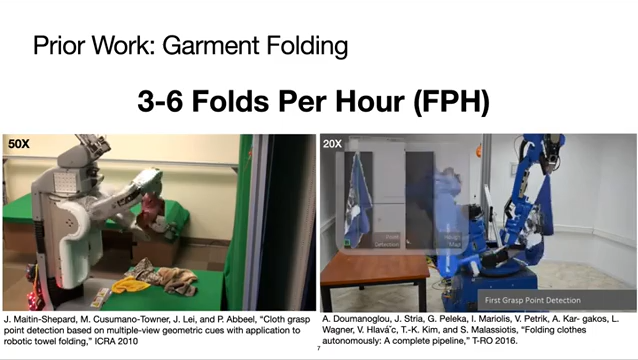 Prior Work: Garment Folding
3-6 Folds Per Hour (FPH)
50X
20X
First Grasp Point Detection
J. Maitin-Shepard, M. Cusumano-Towner, J. Lei, and P. Abbeel, “Cloth grasp
point detection based on multiple-view geometric cues with application to
robotic towel folding,” ICRA 2010
A. Doumanoglou, J. Stria, G. Peleka, I. Mariolis, V. Petrik, A. Kar- gakos, L.
Wagner, V. Hlaváˇc, T.-K. Kim, and S. Malassiotis, “Folding clothes
autonomously: A complete pipeline,” T-RO 2016.
7